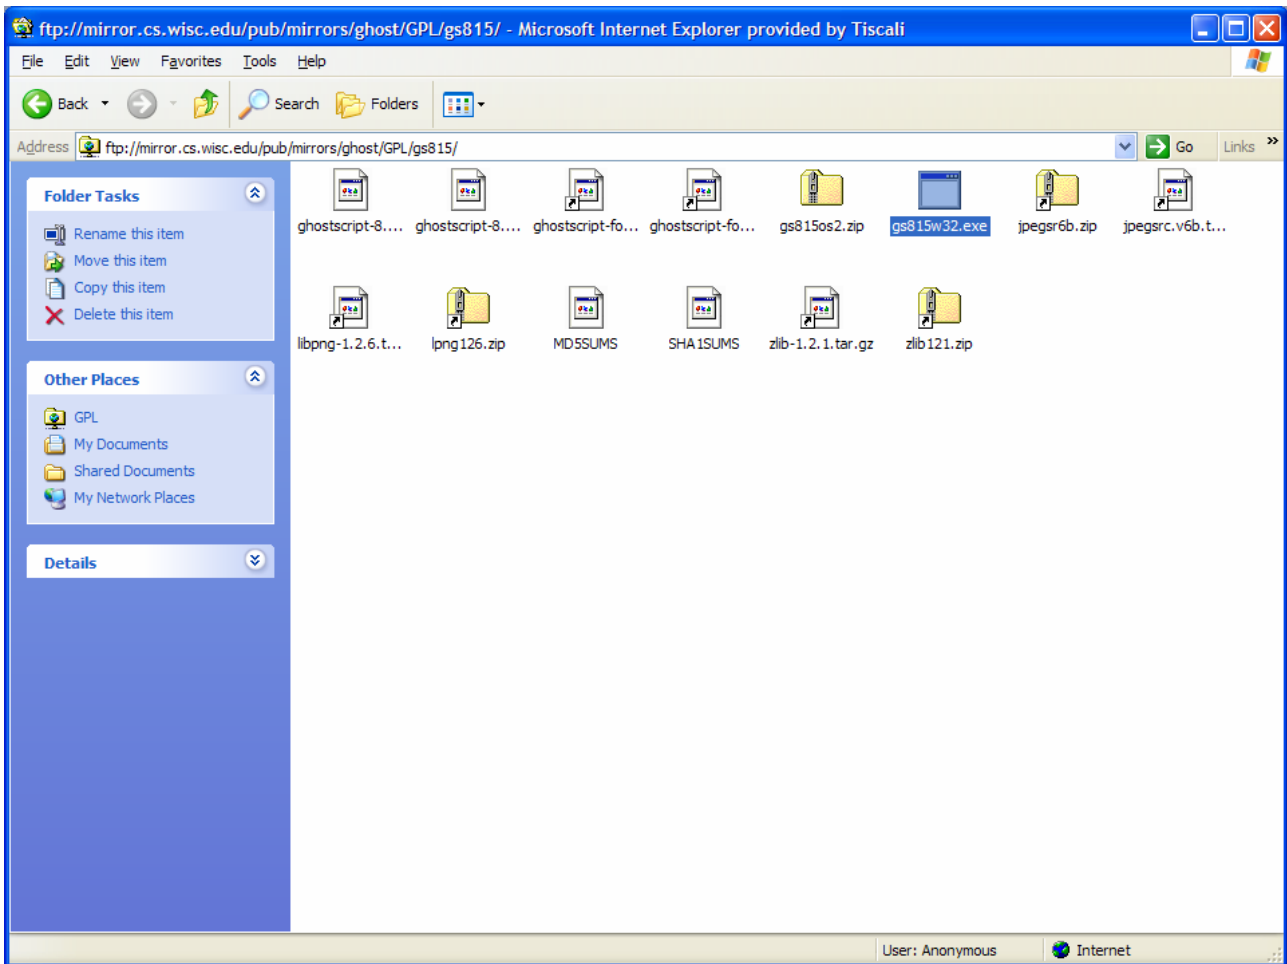 ftp://mirror.cs.wisc.edu/pub/mirrors/ghost/GPL/gs815/ - Microsoft Internet Explorer provided by Tiscali
File Edit View Favorites Tools Help
Back Search Folders
Address ftp://mirror.cs.wisc.edu/pub/mirrors/ghost/GPL/gs815/ Go Links »
Folder Tasks
Rename this item
Move this item
Copy this item
Delete this item
Other Places
GPL
My Documents
Shared Documents
My Network Places
Details
ghostscript-8.... ghostscript-8.... ghostscript-fo... ghostscript-fo... gs815os2.zip gs815w32.exe jpegsr6b.zip jpegsrc.v6b.t...
libpng-1.2.6.t... lpng126.zip MD5SUMS SHA1SUMS zlib-1.2.1.tar.gz zlib121.zip
User: Anonymous Internet